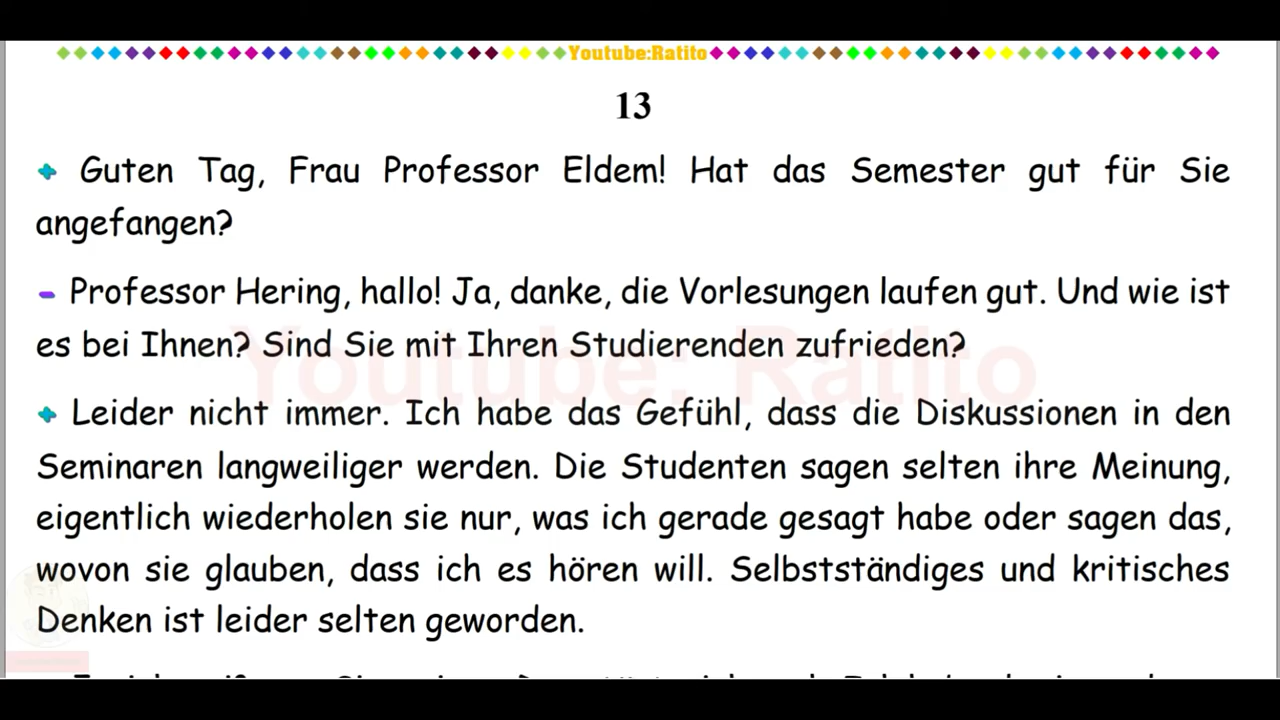 Youtube:Ratito
13
+ Guten Tag, Frau Professor Eldem! Hat das Semester gut für Sie
angefangen?
- Professor Hering, hallo! Ja, danke, die Vorlesungen laufen gut. Und wie ist
es bei Ihnen? Sind Sie mit Ihren Studierenden zufrieden?
Youtube: Ratito
+ Leider nicht immer. Ich habe das Gefühl, dass die Diskussionen in den
Seminaren langweiliger werden. Die Studenten sagen selten ihre Meinung,
eigentlich wiederholen sie nur, was ich gerade gesagt habe oder sagen das,
wovon sie glauben, dass ich es hören will. Selbstständiges und kritisches
Denken ist leider selten geworden.